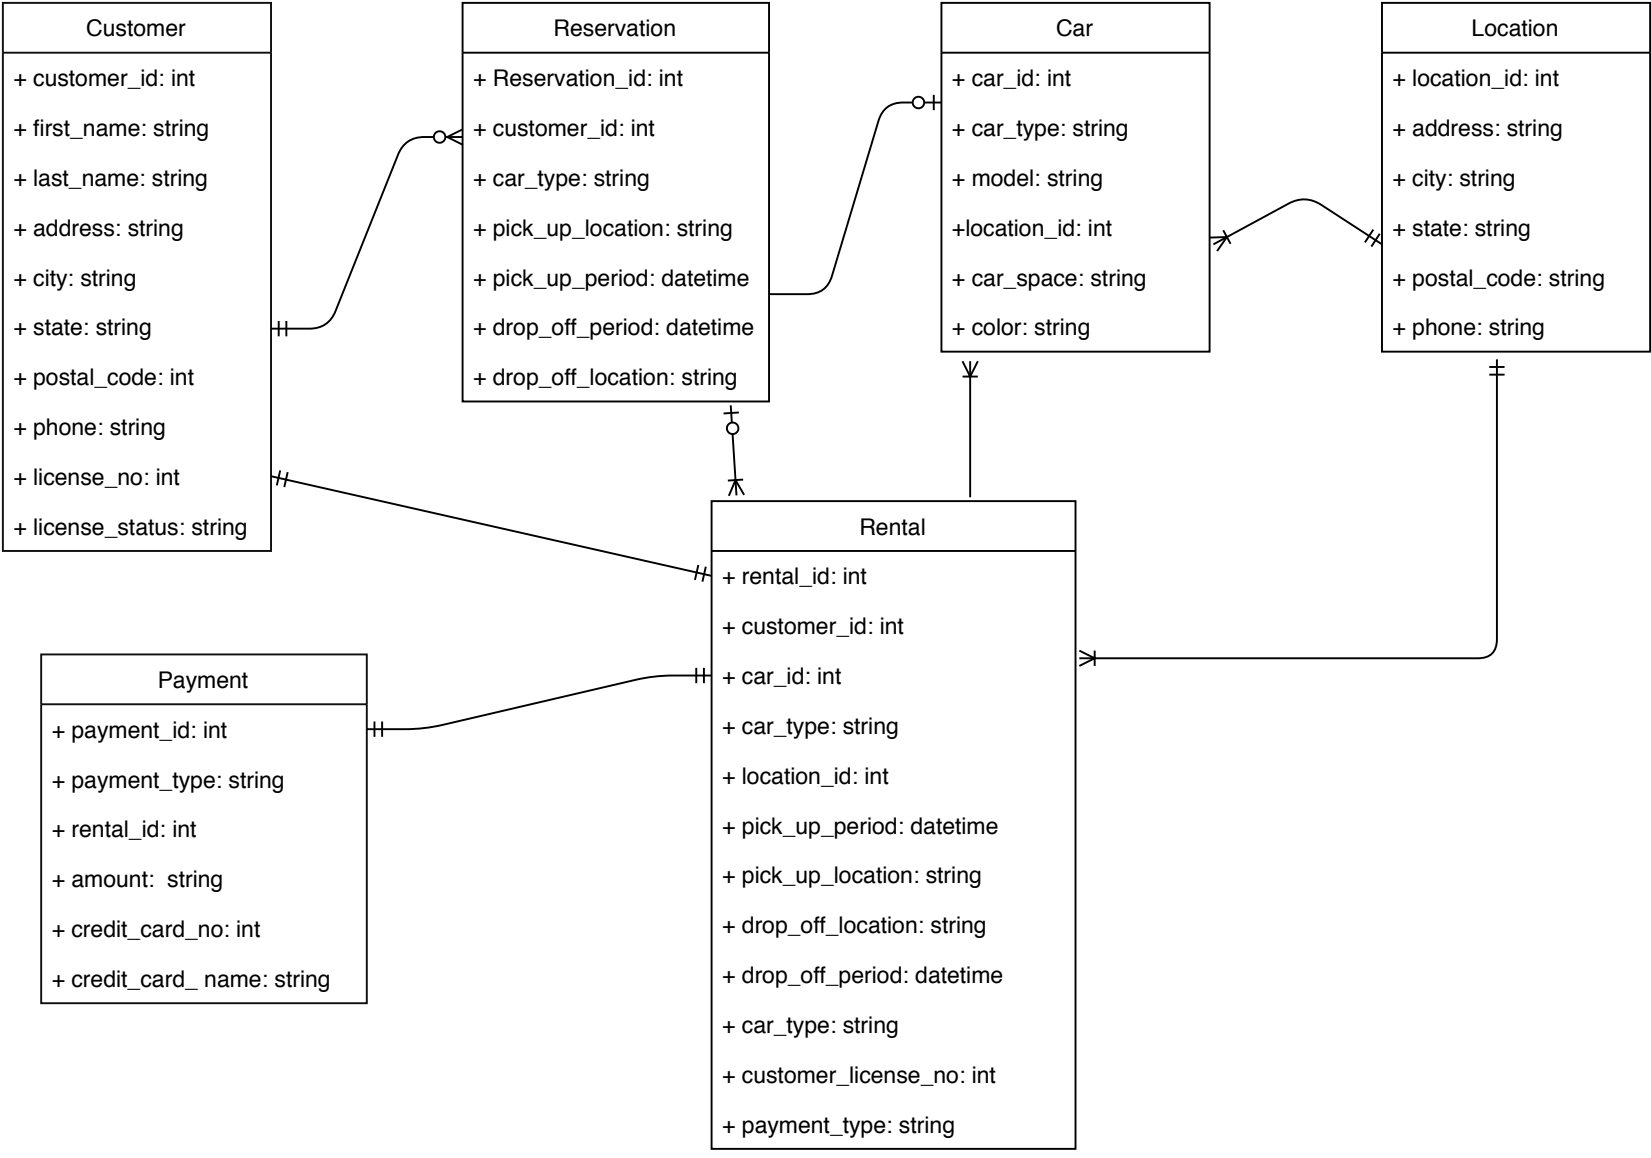 Customer
+ customer_id: int
+ first_name: string
+ last_name: string
+ address: string
+ city: string
+ state: string
+ postal_code: int
+ phone: string
+ license_no: int
+ license_status: string
Reservation
+ Reservation_id: int
+ customer_id: int
+ car_type: string
+ pick_up_location: string
+ pick_up_period: datetime
+ drop_off_period: datetime
+ drop_off_location: string
Car
+ car_id: int
+ car_type: string
+ model: string
+location_id: int
+ car_space: string
+ color: string
Location
+ location_id: int
+ address: string
+ city: string
+ state: string
+ postal_code: string
+ phone: string
Payment
+ payment_id: int
+ payment_type: string
+ rental_id: int
+ amount:  string
+ credit_card_no: int
+ credit_card_ name: string
Rental
+ rental_id: int
+ customer_id: int
+ car_id: int
+ car_type: string
+ location_id: int
+ pick_up_period: datetime
+ pick_up_location: string
+ drop_off_location: string
+ drop_off_period: datetime
+ car_type: string
+ customer_license_no: int
+ payment_type: string